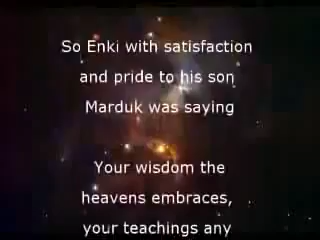 So Enki with satisfaction
and pride to his son
Marduk was saying
Your wisdom the
heavens embraces,
your teachings any